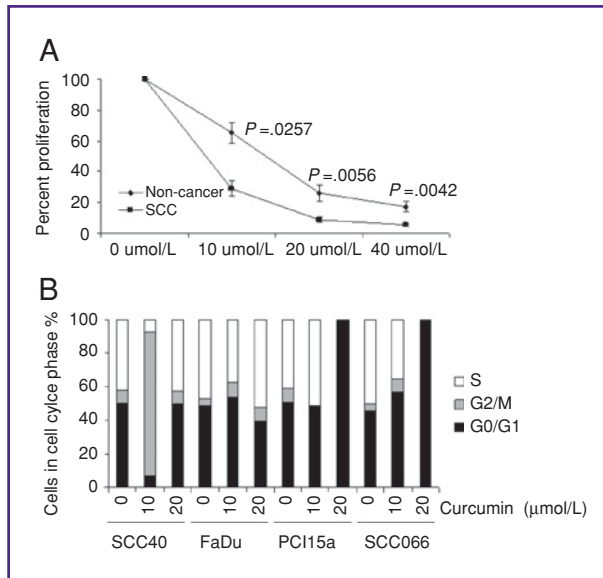 A
Percent proliferation
100
80
60
40
20
0
P=.0257
P=.0056
P=.0042
Non-cancer
SCC
0 umol/L 10 umol/L 20 umol/L 40 umol/L
B
Cells in cell cylce phase %
100
80
60
40
20
0
S
G2/M
G0/G1
0 10 20 0 10 20 0 10 20 0 10 20 Curcumin (μmol/L)
SCC40 FaDu PCI15a SCC066